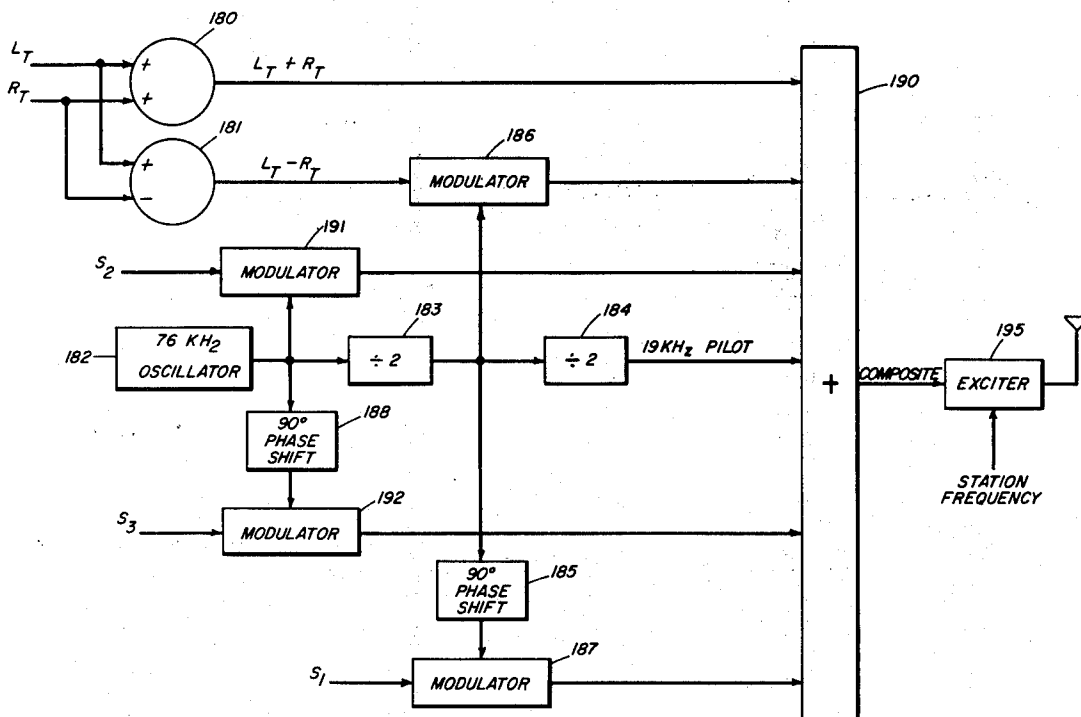 180
L_T
+
L_T + R_T
R_T
+
190
181
186
+
L_T - R_T
MODULATOR
−
191
S_2
MODULATOR
183
184
182
76 KH_2
OSCILLATOR
÷ 2
÷ 2
19 KH_Z PILOT
195
+
COMPOSITE
EXCITER
188
90°
PHASE
SHIFT
STATION
FREQUENCY
192
S_3
MODULATOR
185
90°
PHASE
SHIFT
187
S_1
MODULATOR